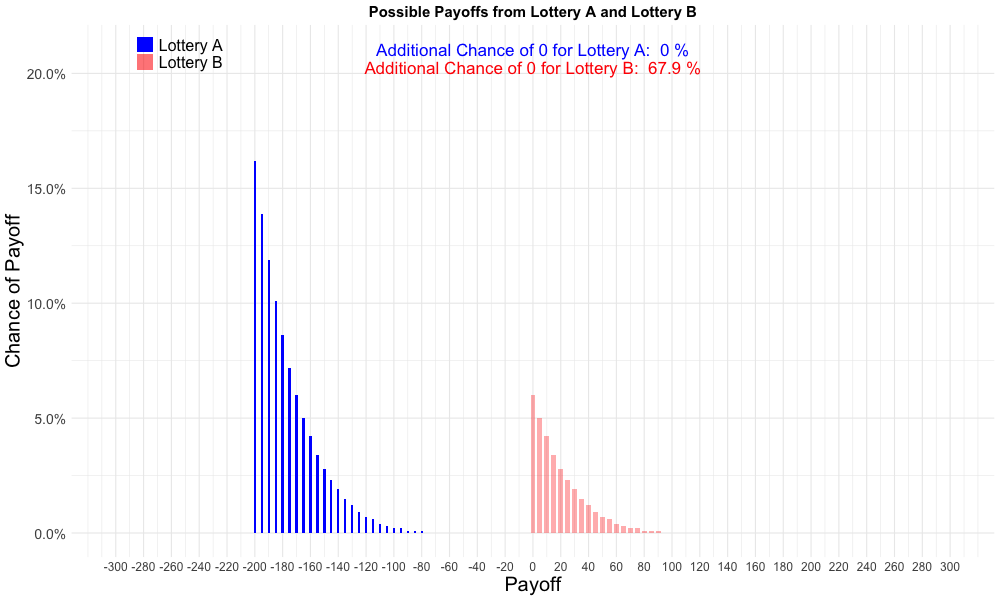 Possible Payoffs from Lottery A and Lottery B
Lottery A
Lottery B
Additional Chance of 0 for Lottery A:  0 %
Additional Chance of 0 for Lottery B:  67.9 %
Chance of Payoff
20.0%
15.0%
10.0%
5.0%
0.0%
-300 -280 -260 -240 -220 -200 -180 -160 -140 -120 -100 -80 -60 -40 -20 0 20 40 60 80 100 120 140 160 180 200 220 240 260 280 300
Payoff